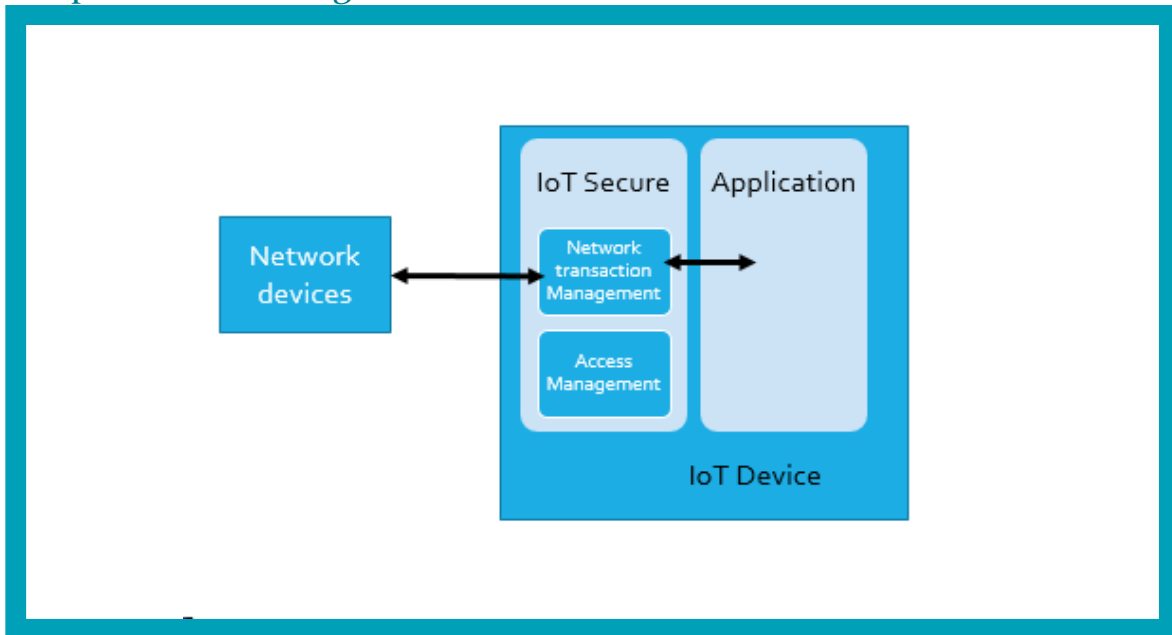 IoT Secure
Application
Network
devices
Network
transaction
Management
Access
Management
IoT Device